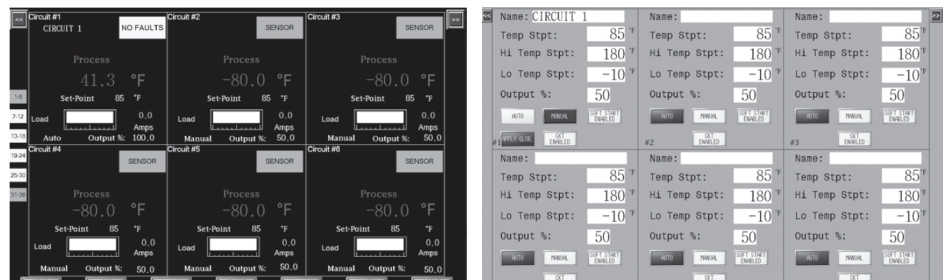 << Circuit #1 Circuit #2 Circuit #3 >>
CIRCUIT 1 NO FAULTS SENSOR SENSOR
Process Process Process
41.3 °F -80.0 °F -80.0 °F
Set-Point 85 °F Set-Point 85 °F Set-Point 85 °F
1-6
7-12
Load 0.0 Load 0.0 Load 0.0
Amps Amps Amps
13-18
Auto Output %: 100.0 Manual Output %: 50.0 Manual Output %: 50.0
19-24
Circuit #4 Circuit #5 Circuit #6
SENSOR SENSOR SENSOR
25-30
31-36
Process Process Process
-80.0 °F -80.0 °F -80.0 °F
Set-Point 85 °F Set-Point 85 °F Set-Point 85 °F
Load 0.0 Load 0.0 Load 0.0
Amps Amps Amps
Manual Output %: 50.0 Manual Output %: 50.0 Manual Output %: 50.0
<< Name: CIRCUIT 1 Name: Name: >>
Temp Stpt: 85 °F Temp Stpt: 85 °F Temp Stpt: 85 °F
Hi Temp Stpt: 180 °F Hi Temp Stpt: 180 °F Hi Temp Stpt: 180 °F
Lo Temp Stpt: -10 °F Lo Temp Stpt: -10 °F Lo Temp Stpt: -10 °F
Output %: 50 Output %: 50 Output %: 50
AUTO MANUAL SOFT START ENABLED AUTO MANUAL SOFT START ENABLED AUTO MANUAL SOFT START ENABLED
#1 APPLY GLOB. CKT ENABLED #2 CKT ENABLED #3 CKT ENABLED
Name: Name: Name:
Temp Stpt: 85 °F Temp Stpt: 85 °F Temp Stpt: 85 °F
Hi Temp Stpt: 180 °F Hi Temp Stpt: 180 °F Hi Temp Stpt: 180 °F
Lo Temp Stpt: -10 °F Lo Temp Stpt: -10 °F Lo Temp Stpt: -10 °F
Output %: 50 Output %: 50 Output %: 50
AUTO MANUAL SOFT START ENABLED AUTO MANUAL SOFT START ENABLED AUTO MANUAL SOFT START ENABLED
CKT CKT CKT